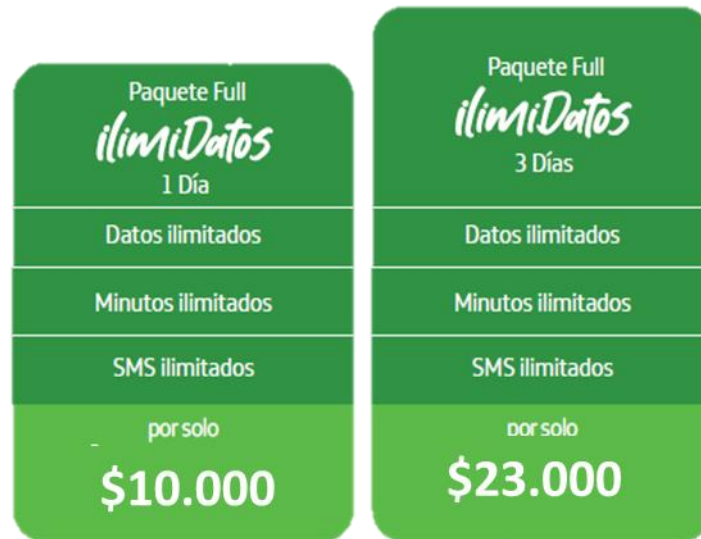 Paquete Full
ilimiDatos
1 Día
Datos ilimitados
Minutos ilimitados
SMS ilimitados
por solo
$10.000
Paquete Full
ilimiDatos
3 Días
Datos ilimitados
Minutos ilimitados
SMS ilimitados
por solo
$23.000